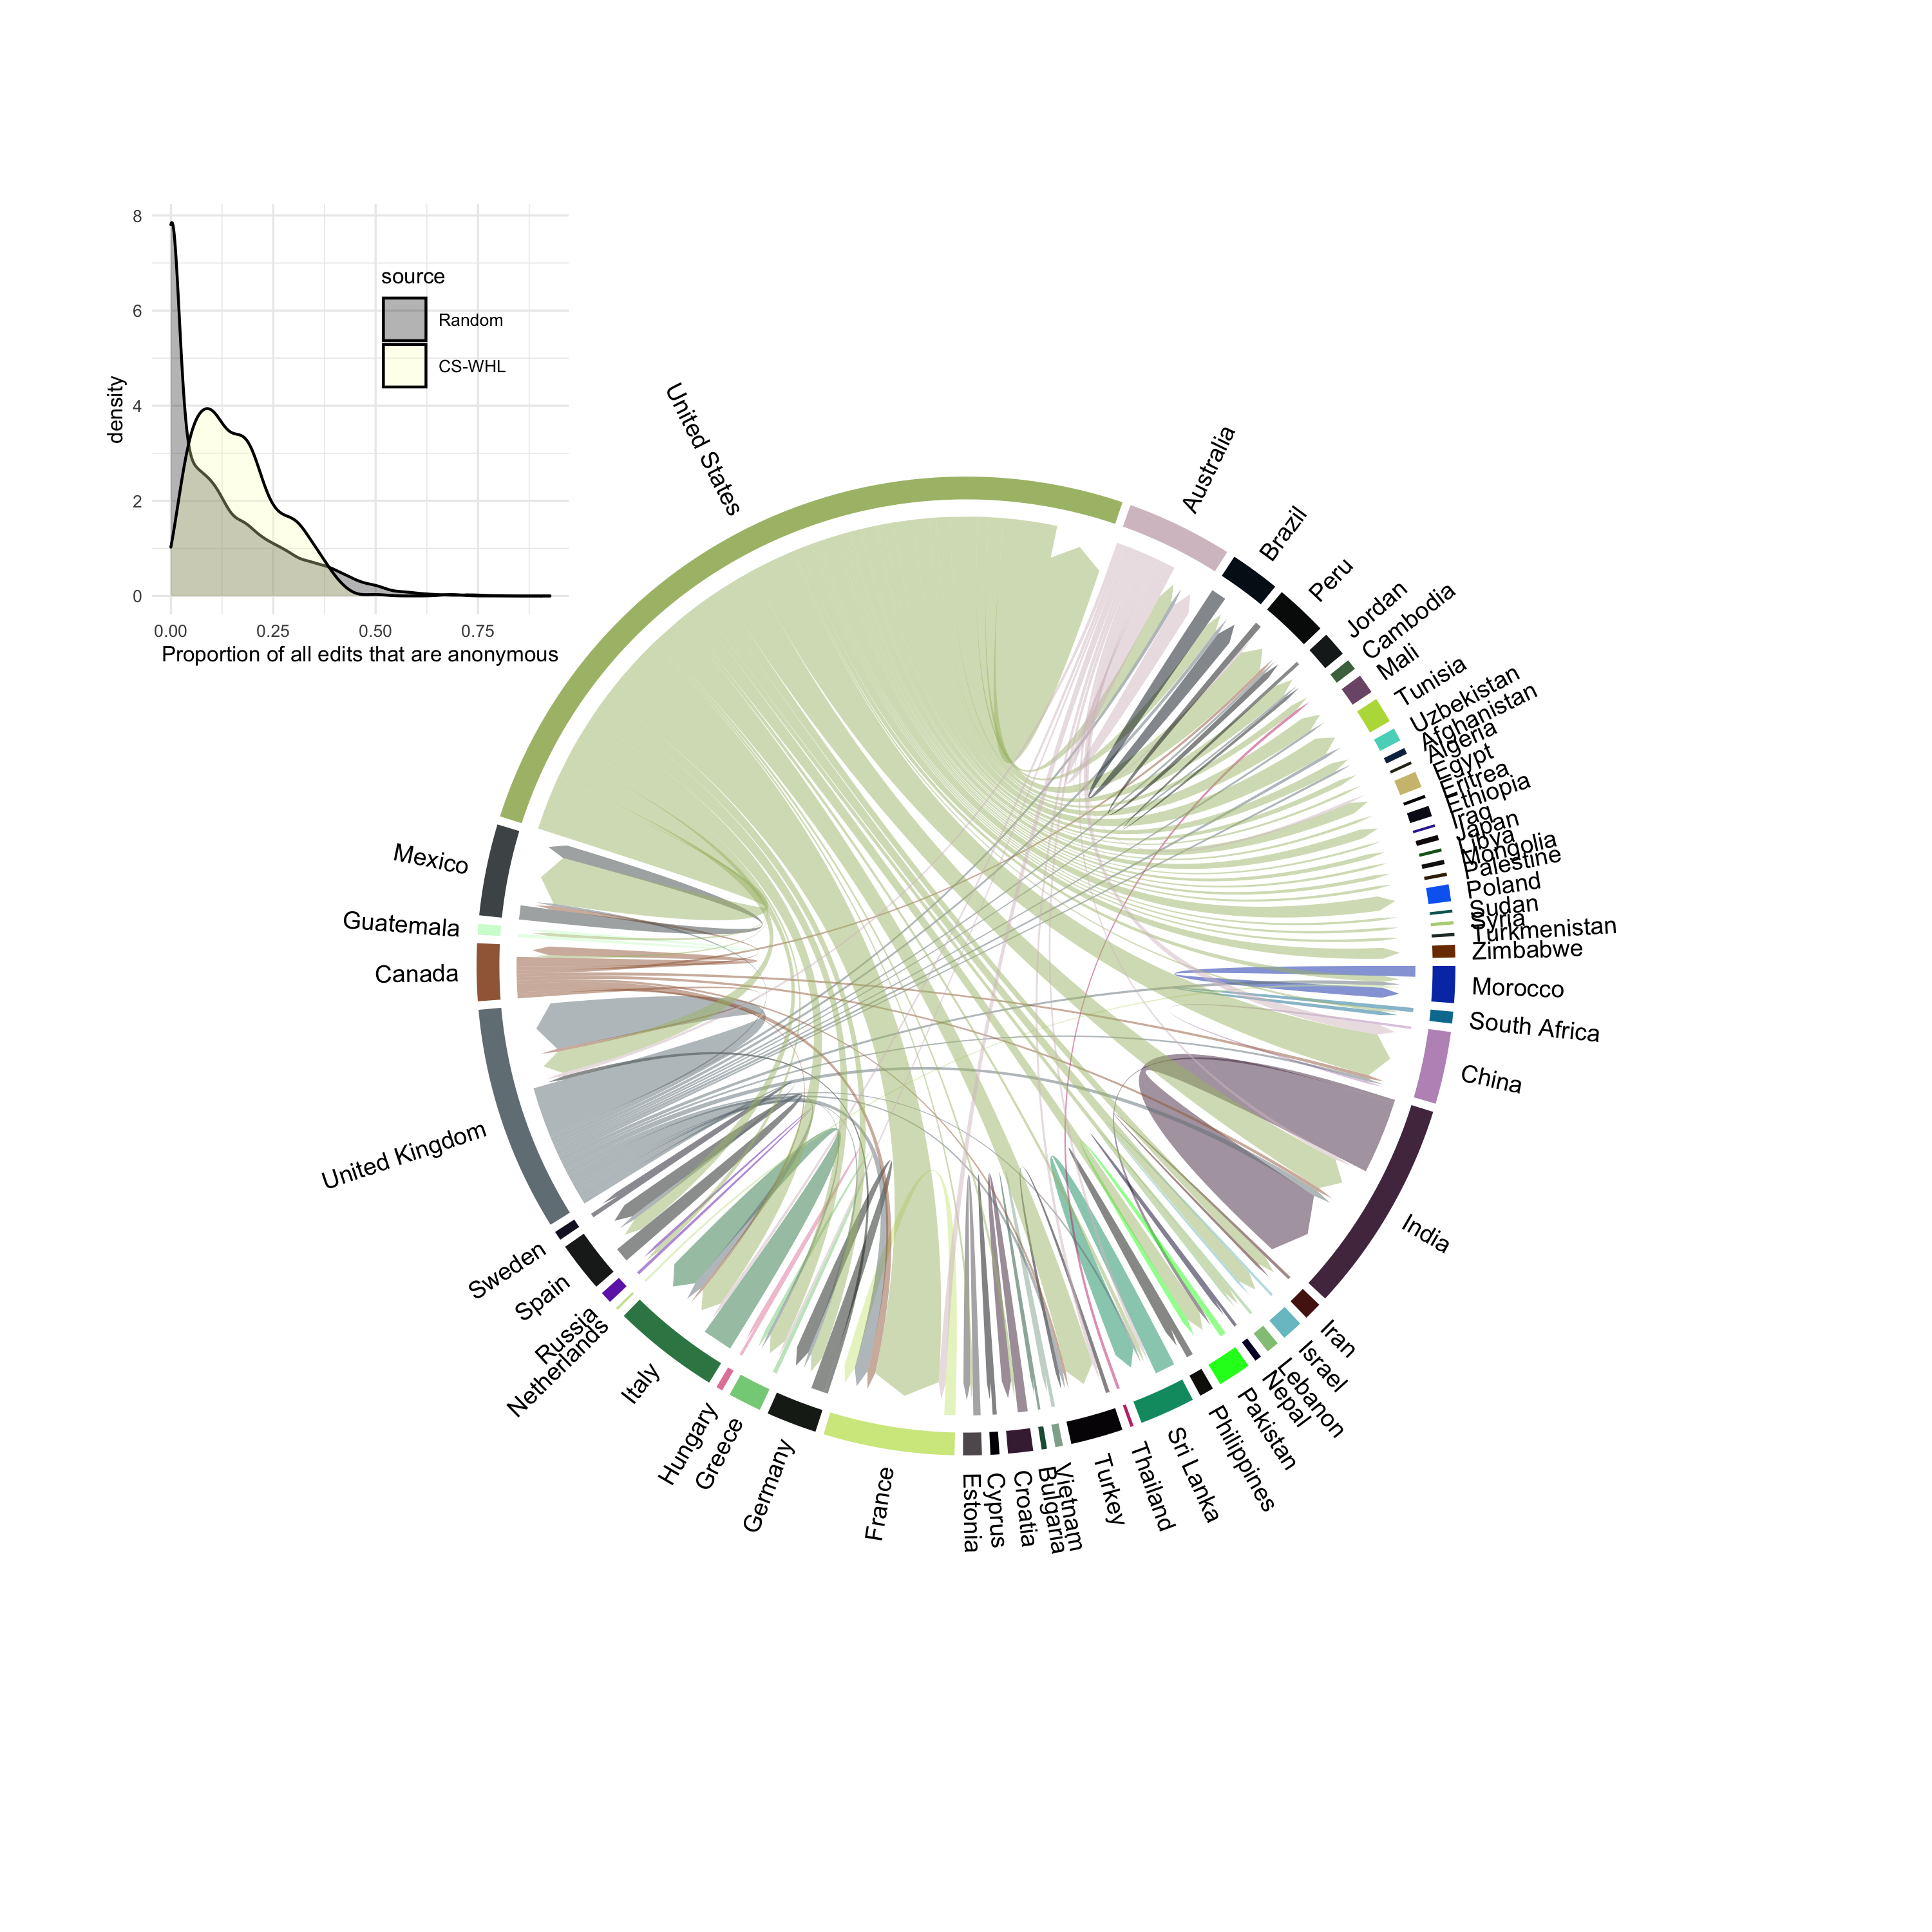 8
6
4
2
0
density
source
Random
CS-WHL
0.00 0.25 0.50 0.75
Proportion of all edits that are anonymous
United States
Australia
Brazil
Peru
Jordan
Cambodia
Mali
Tunisia
Uzbekistan
Afghanistan
Algeria
Egypt
Eritrea
Ethiopia
Iraq
Japan
Libya
Mongolia
Palestine
Poland
Sudan
Syria
Turkmenistan
Zimbabwe
Morocco
South Africa
China
India
Iran
Israel
Lebanon
Nepal
Pakistan
Philippines
Sri Lanka
Thailand
Turkey
Vietnam
Bulgaria
Croatia
Cyprus
Estonia
France
Germany
Greece
Hungary
Italy
Netherlands
Russia
Spain
Sweden
United Kingdom
Canada
Guatemala
Mexico